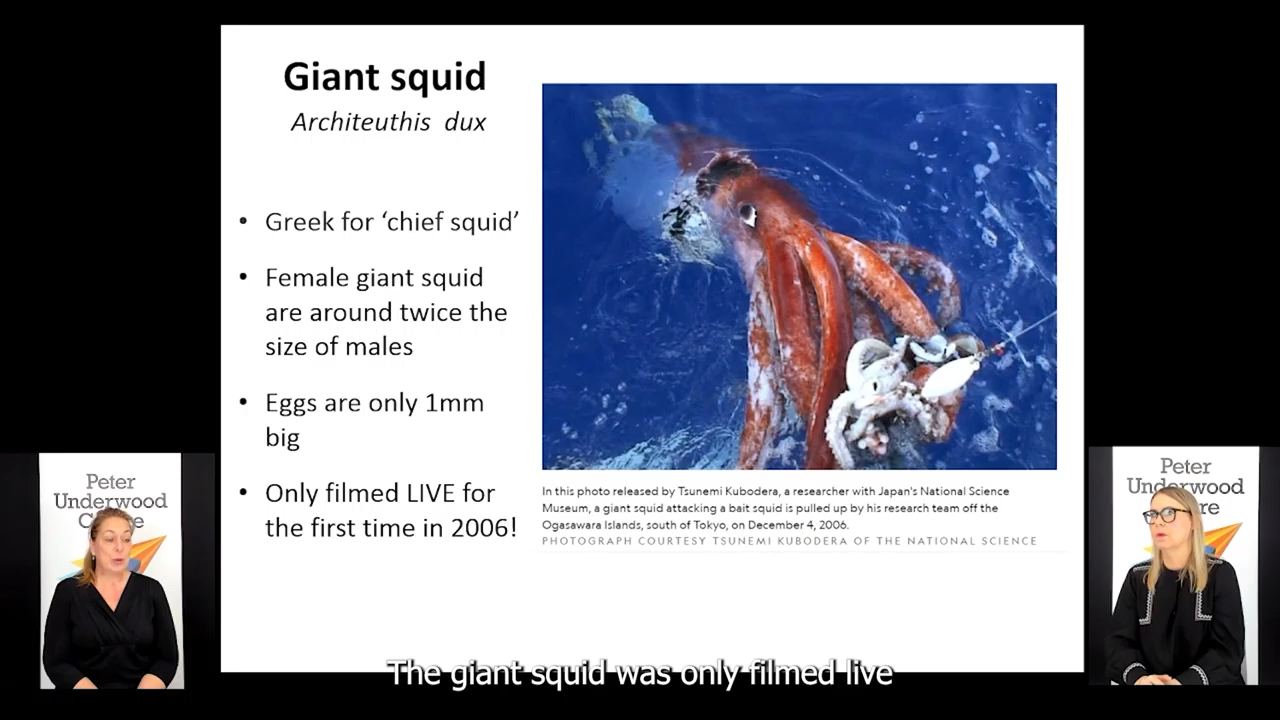 Giant squid
Architeuthis dux
• Greek for ‘chief squid’
• Female giant squid
are around twice the
size of males
• Eggs are only 1mm
big
• Only filmed LIVE for
the first time in 2006!
In this photo released by Tsunemi Kubodera, a researcher with Japan's National Science
Museum, a giant squid attacking a bait squid is pulled up by his research team off the
Ogasawara Islands, south of Tokyo, on December 4, 2006.
PHOTOGRAPH COURTESY TSUNEMI KUBODERA OF THE NATIONAL SCIENCE
Peter
Underwood
Peter
Underwood
The giant squid was only filmed live